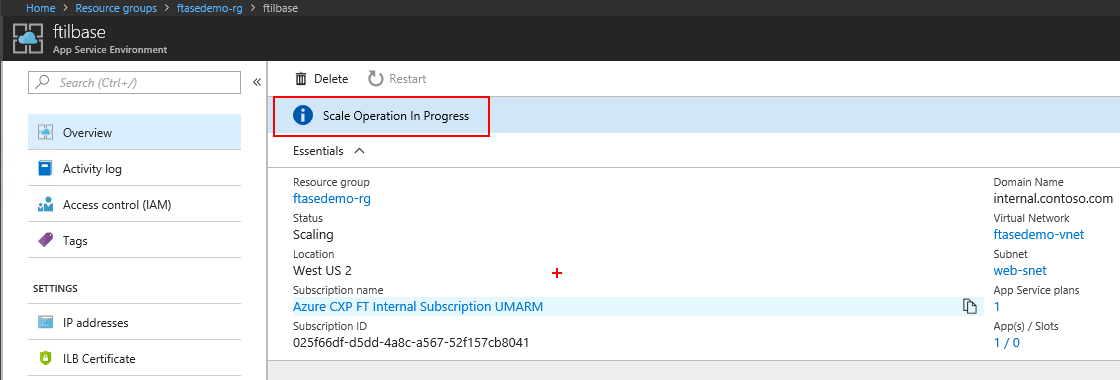 Home > Resource groups > ftasedemo-rg > ftilbase
ftilbase
App Service Environment
Search (Ctrl+/)
«
Overview
Activity log
Access control (IAM)
Tags
SETTINGS
IP addresses
ILB Certificate
Delete Restart
Scale Operation In Progress
Essentials
Resource group
ftasedemo-rg
Status
Scaling
Location
West US 2
Subscription name
Azure CXP FT Internal Subscription UMARM
Subscription ID
025f66df-d5dd-4a8c-a567-52f157cb8041
Domain Name
internal.contoso.com
Virtual Network
ftasedemo-vnet
Subnet
web-snet
App Service plans
1
App(s) / Slots
1 / 0